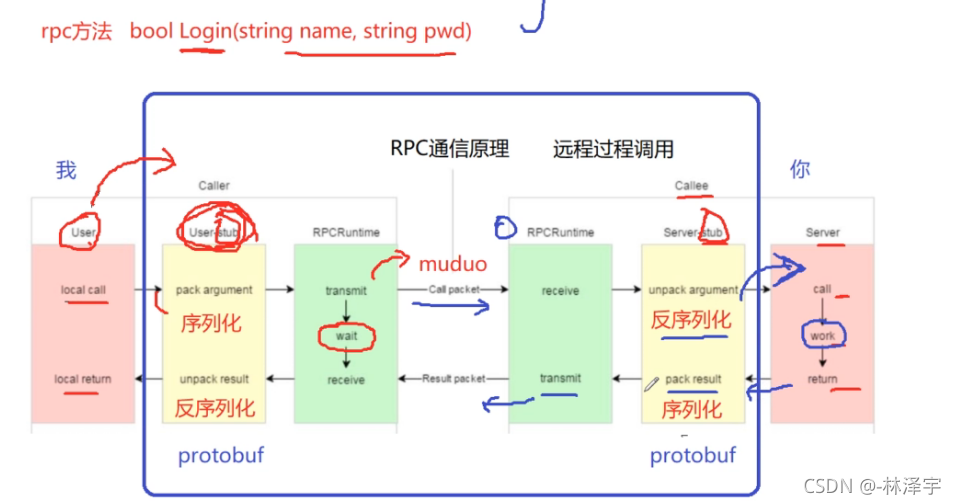 rpc方法 bool Login(string name, string pwd)
RPC通信原理 远程过程调用
我 你
Caller Callee
User User-stub RPCRuntime RPCRuntime Server-stub Server
muduo
local call pack argument transmit Call packet receive unpack argument call
序列化 反序列化
wait work
local return unpack result receive Result packet transmit pack result return
反序列化 序列化
protobuf protobuf
CSDN @-林泽宇